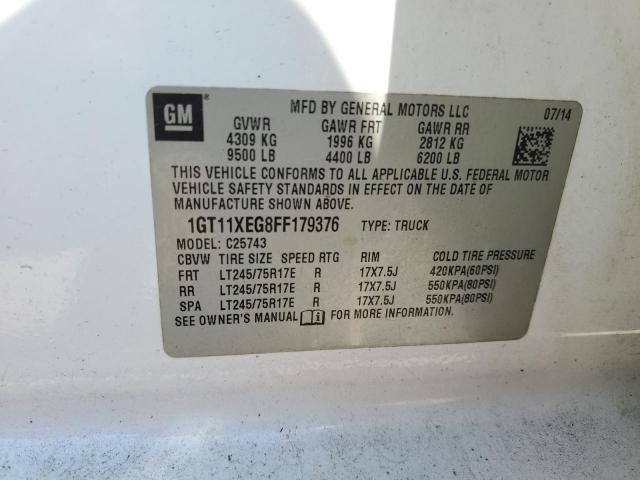 GM
MFD BY GENERAL MOTORS LLC 07/14
GVWR GAWR FRT GAWR RR
4309 KG 1996 KG 2812 KG
9500 LB 4400 LB 6200 LB
THIS VEHICLE CONFORMS TO ALL APPLICABLE U.S. FEDERAL MOTOR
VEHICLE SAFETY STANDARDS IN EFFECT ON THE DATE OF
MANUFACTURE SHOWN ABOVE.
1GT11XEG8FF179376 TYPE: TRUCK
MODEL: C25743
CBVW TIRE SIZE SPEED RTG RIM COLD TIRE PRESSURE
FRT LT245/75R17E R 17X7.5J 420KPA(60PSI)
RR LT245/75R17E R 17X7.5J 550KPA(80PSI)
SPA LT245/75R17E R 17X7.5J 550KPA(80PSI)
SEE OWNER'S MANUAL FOR MORE INFORMATION.